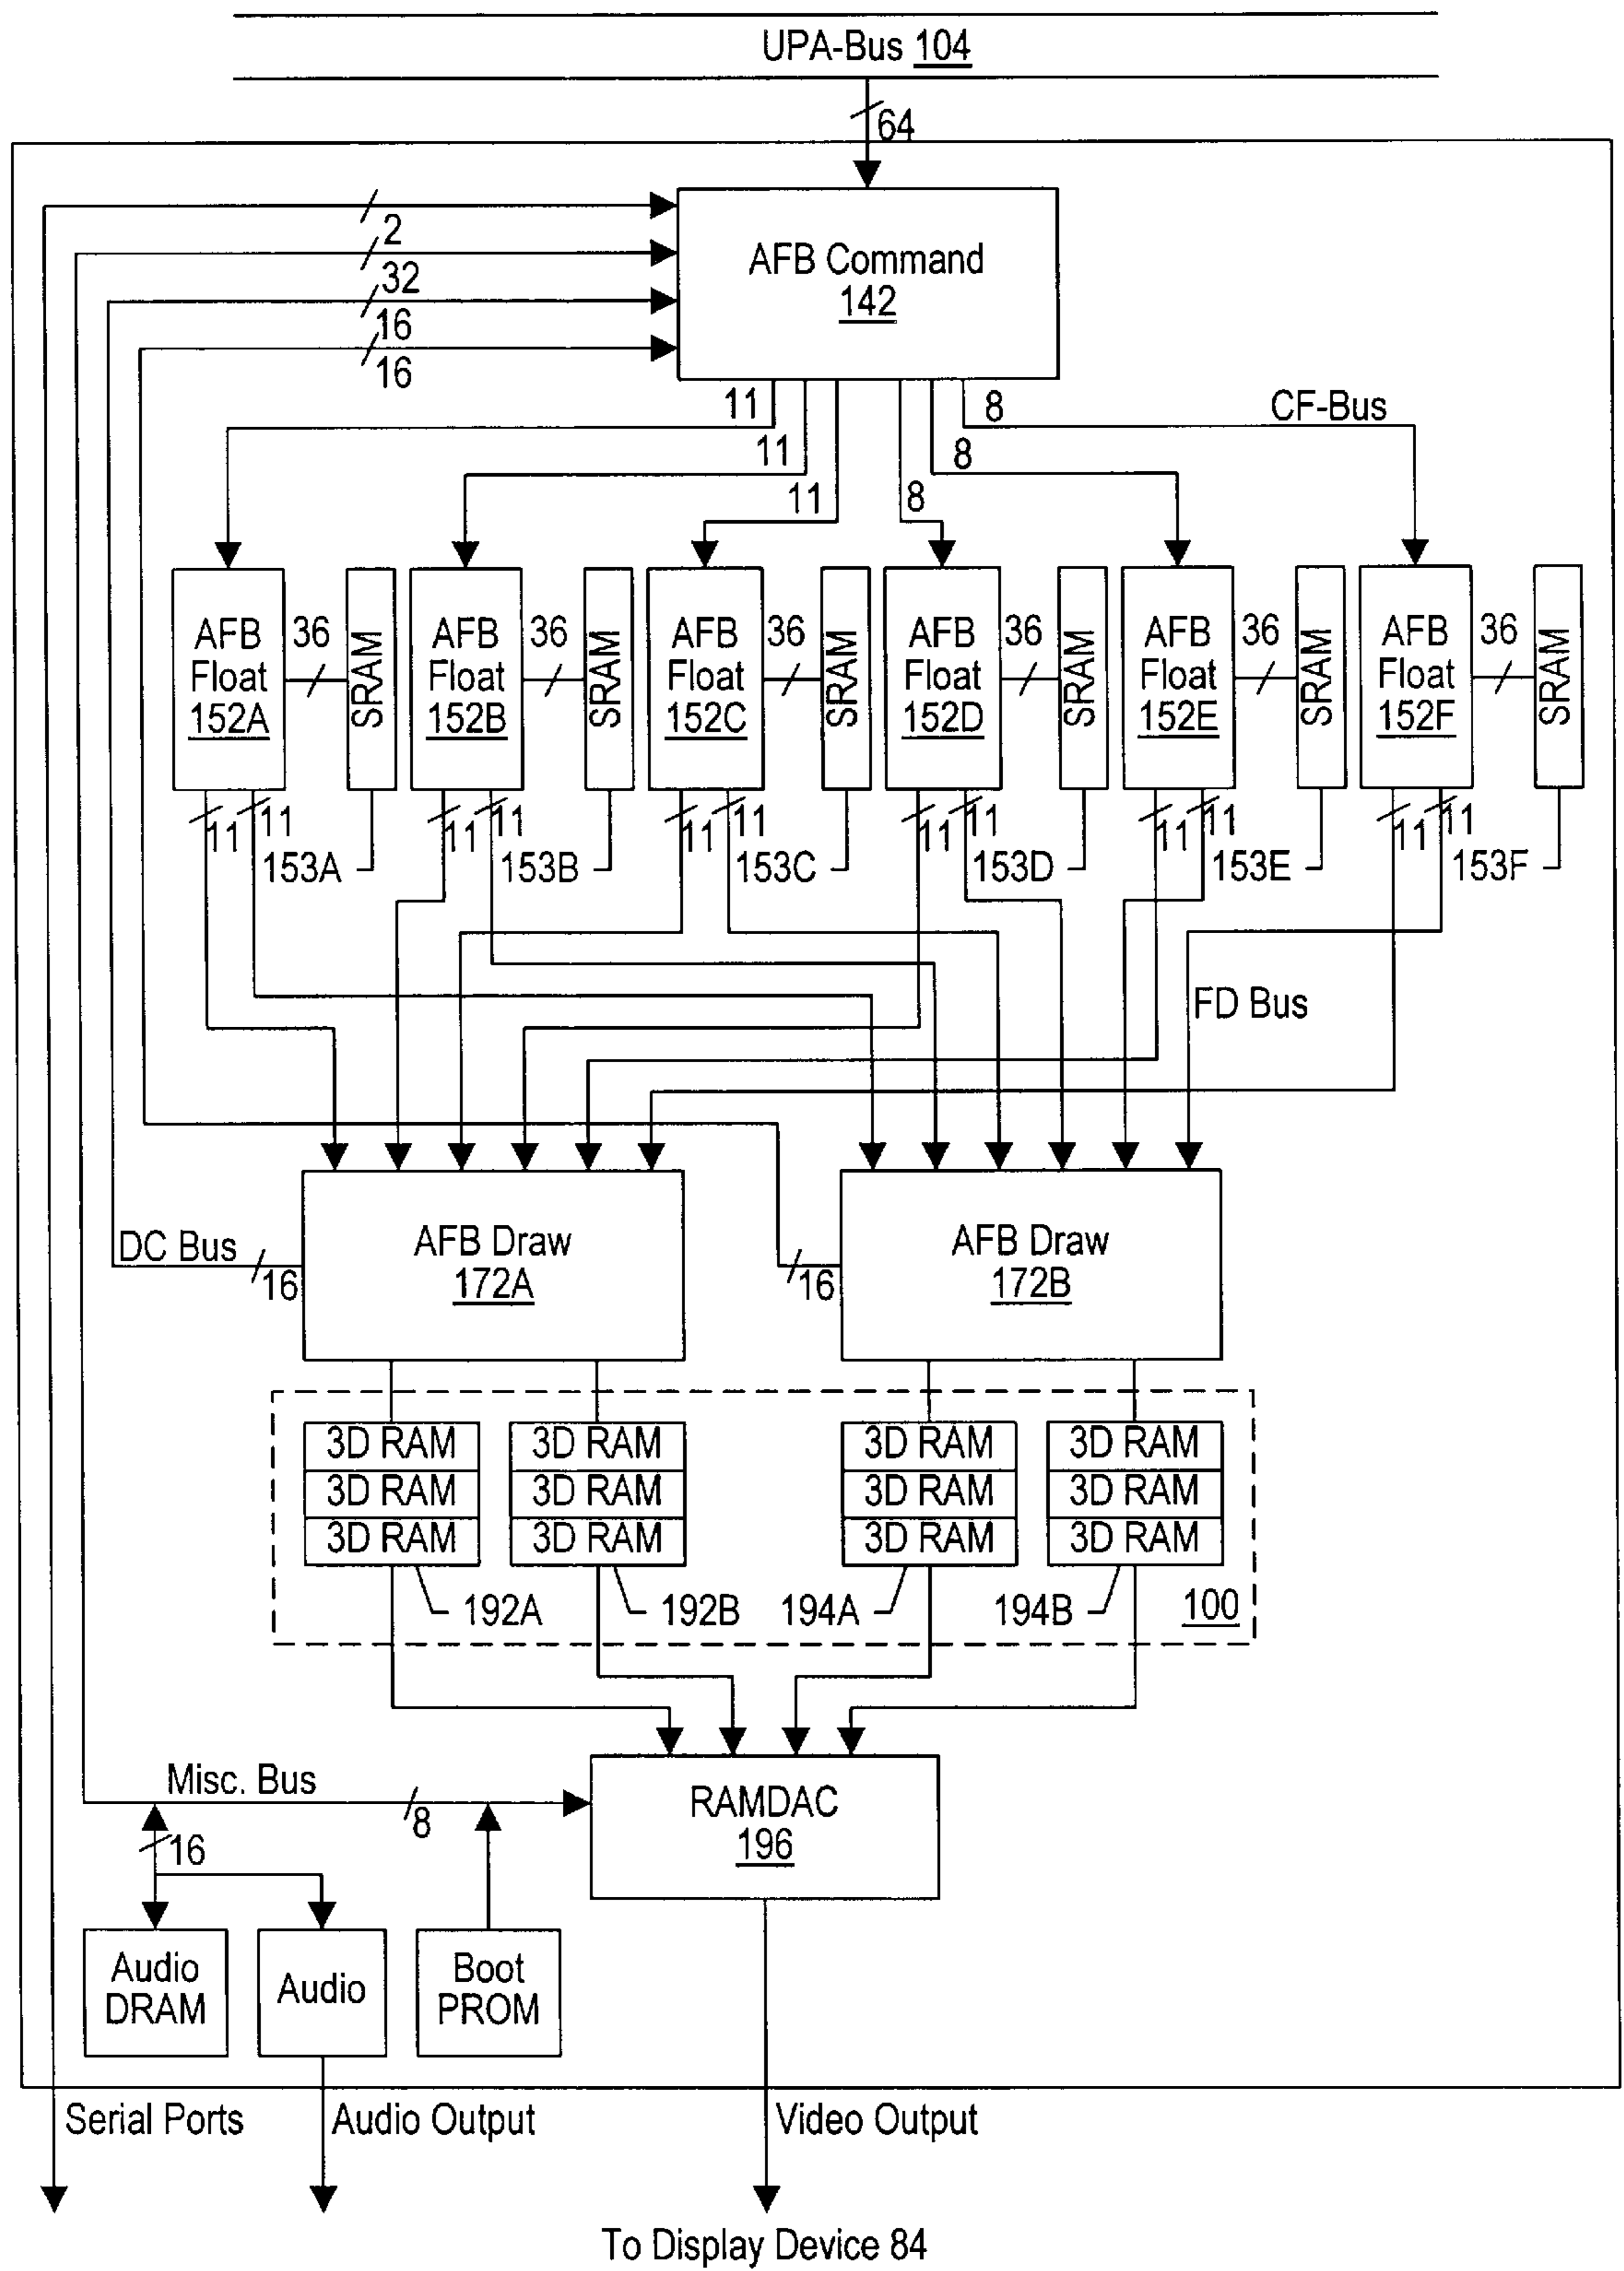 UPA-Bus 104
64
2
32
16
16
AFB Command
142
11
11
11
8
8
8
CF-Bus
AFB
Float
152A
36
SRAM
AFB
Float
152B
36
SRAM
AFB
Float
152C
36
SRAM
AFB
Float
152D
36
SRAM
AFB
Float
152E
36
SRAM
AFB
Float
152F
36
SRAM
11
11
153A
11
11
153B
11
11
153C
11
11
153D
11
11
153E
11
11
153F
FD Bus
DC Bus
16
AFB Draw
172A
16
AFB Draw
172B
3D RAM
3D RAM
3D RAM
3D RAM
3D RAM
3D RAM
3D RAM
3D RAM
3D RAM
3D RAM
3D RAM
3D RAM
192A
192B
194A
194B
100
Misc. Bus
8
16
RAMDAC
196
Audio
DRAM
Audio
Boot
PROM
Serial Ports
Audio Output
Video Output
To Display Device 84